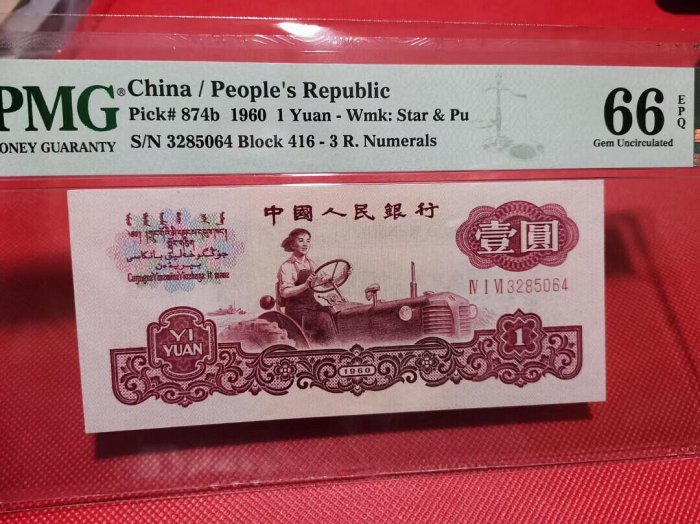 PMG®
MONEY GUARANTY
China / People's Republic
Pick# 874b 1960 1 Yuan - Wmk: Star & Pu
S/N 3285064 Block 416 - 3 R. Numerals
66 EPQ
Gem Uncirculated
中國人民銀行
壹圓
Ⅳ Ⅰ Ⅵ 3285064
YI
YUAN
1960
1